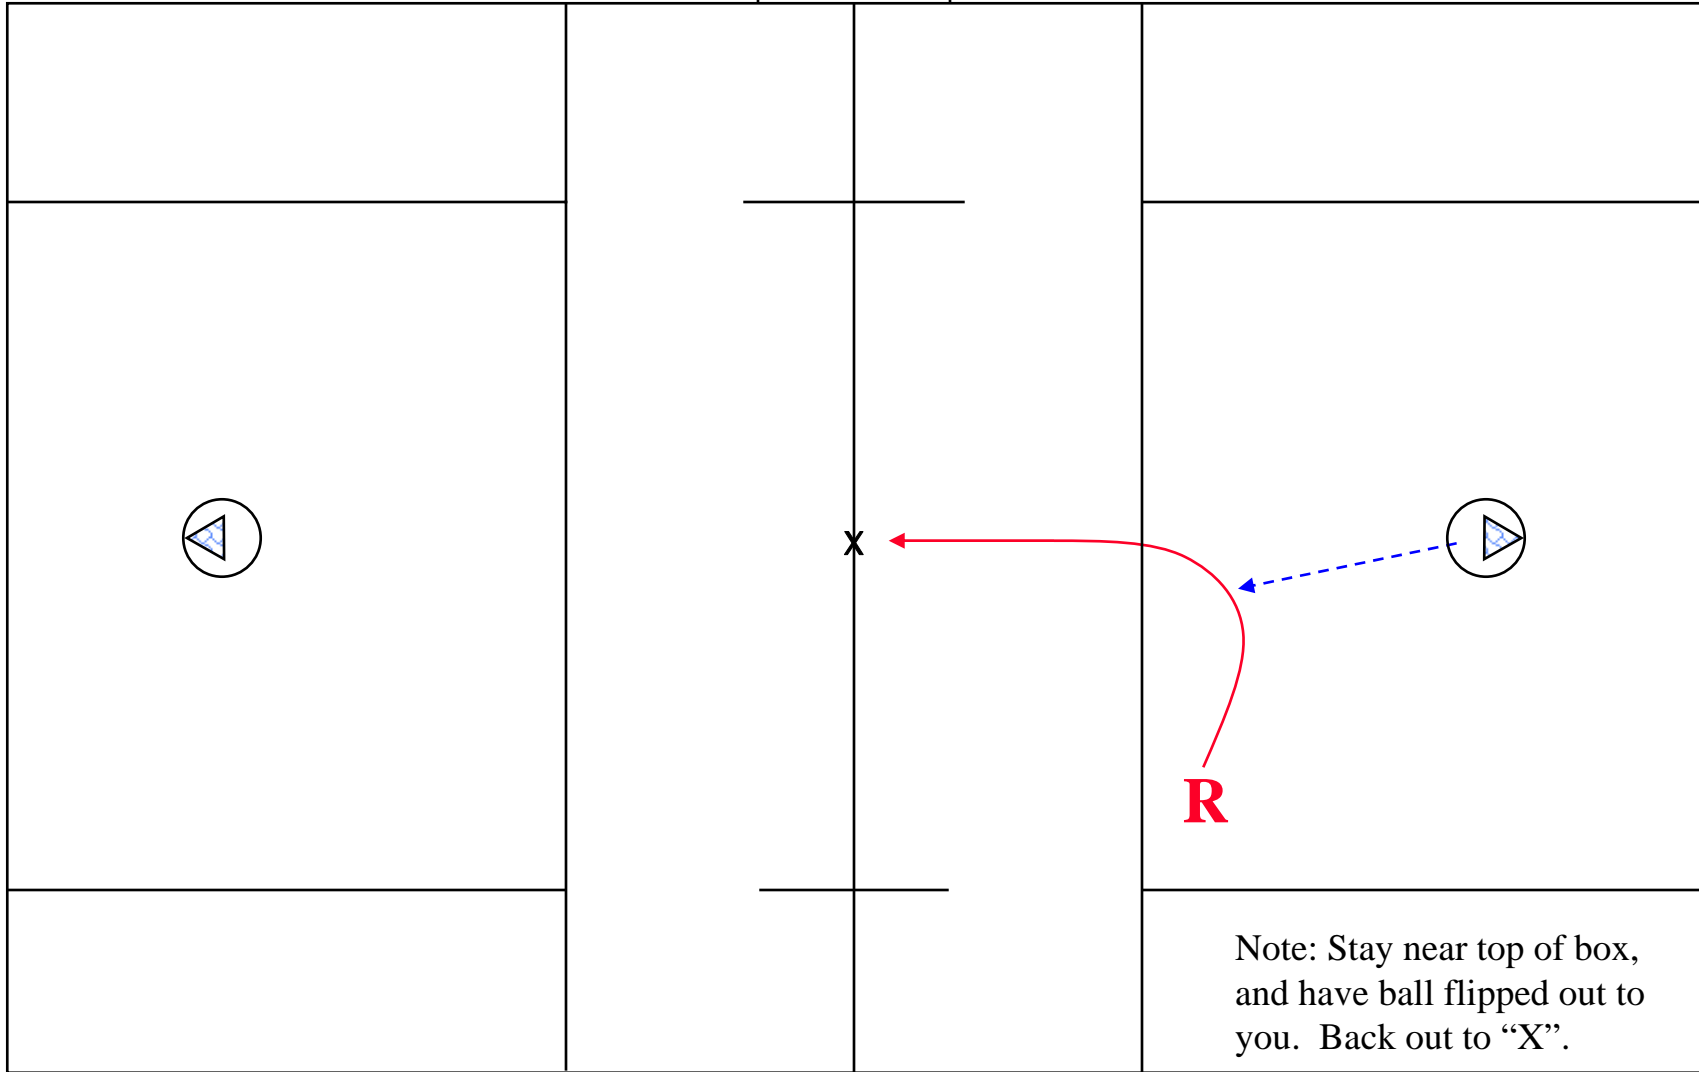 X
R
Note: Stay near top of box,
and have ball flipped out to
you.  Back out to “X”.